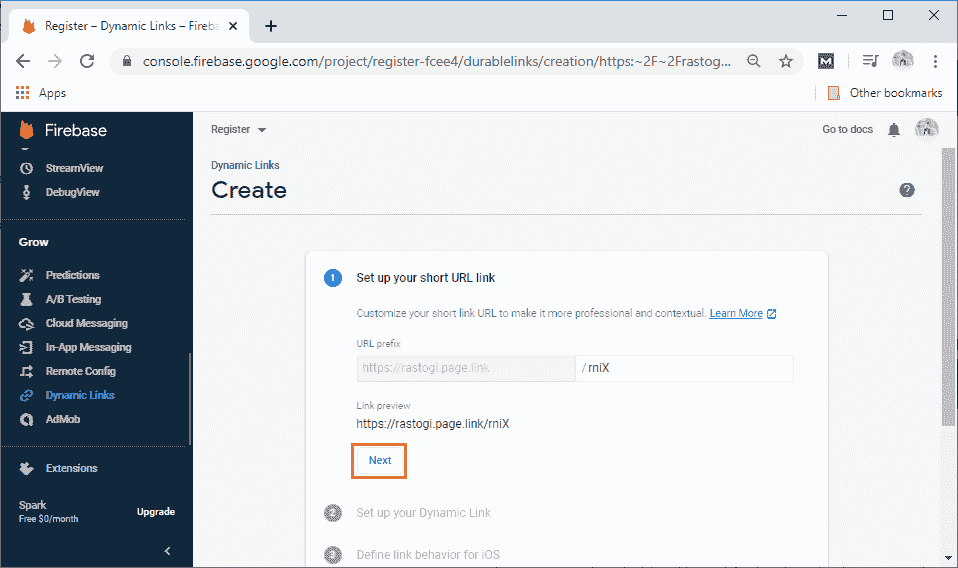 Register – Dynamic Links – Fireba
console.firebase.google.com/project/register-fcee4/durablelinks/creation/https:~2F~2Frastog...
Apps
Other bookmarks
Firebase
Register
Go to docs
StreamView
DebugView
Dynamic Links
Create
Grow
Predictions
A/B Testing
Cloud Messaging
In-App Messaging
Remote Config
Dynamic Links
AdMob
Extensions
Spark
Free $0/month
Upgrade
1 Set up your short URL link
Customize your short link URL to make it more professional and contextual. Learn More
URL prefix
https://rastogi.page.link / rniX
Link preview
https://rastogi.page.link/rniX
Next
2 Set up your Dynamic Link
3 Define link behavior for iOS